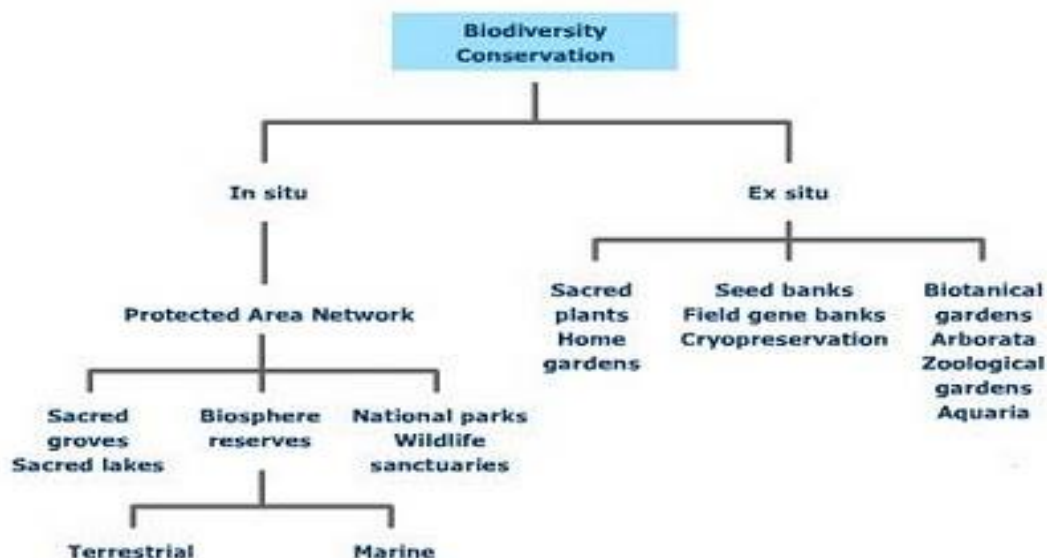 Biodiversity
Conservation
In situ
Ex situ
Protected Area Network
Sacred
plants
Home
gardens
Seed banks
Field gene banks
Cryopreservation
Biotanical
gardens
Arborata
Zoological
gardens
Aquaria
Sacred
groves
Sacred lakes
Biosphere
reserves
National parks
Wildlife
sanctuaries
Terrestrial
Marine